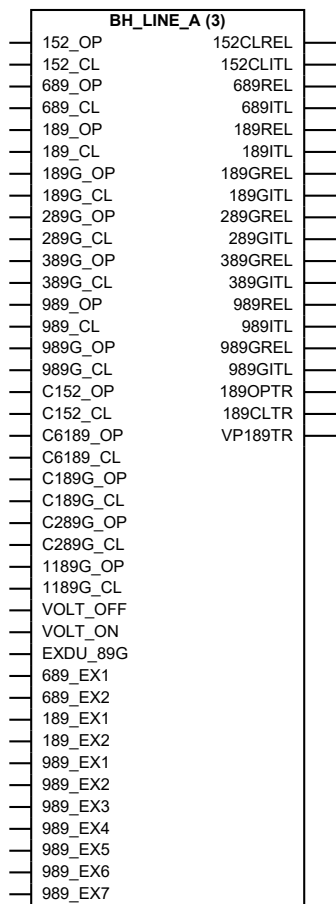 BH_LINE_A (3)
152_OP 152CLREL
152_CL 152CLITL
689_OP 689REL
689_CL 689ITL
189_OP 189REL
189_CL 189ITL
189G_OP 189GREL
189G_CL 189GITL
289G_OP 289GREL
289G_CL 289GITL
389G_OP 389GREL
389G_CL 389GITL
989_OP 989REL
989_CL 989ITL
989G_OP 989GREL
989G_CL 989GITL
C152_OP 189OPTR
C152_CL 189CLTR
C6189_OP VP189TR
C6189_CL
C189G_OP
C189G_CL
C289G_OP
C289G_CL
1189G_OP
1189G_CL
VOLT_OFF
VOLT_ON
EXDU_89G
689_EX1
689_EX2
189_EX1
189_EX2
989_EX1
989_EX2
989_EX3
989_EX4
989_EX5
989_EX6
989_EX7